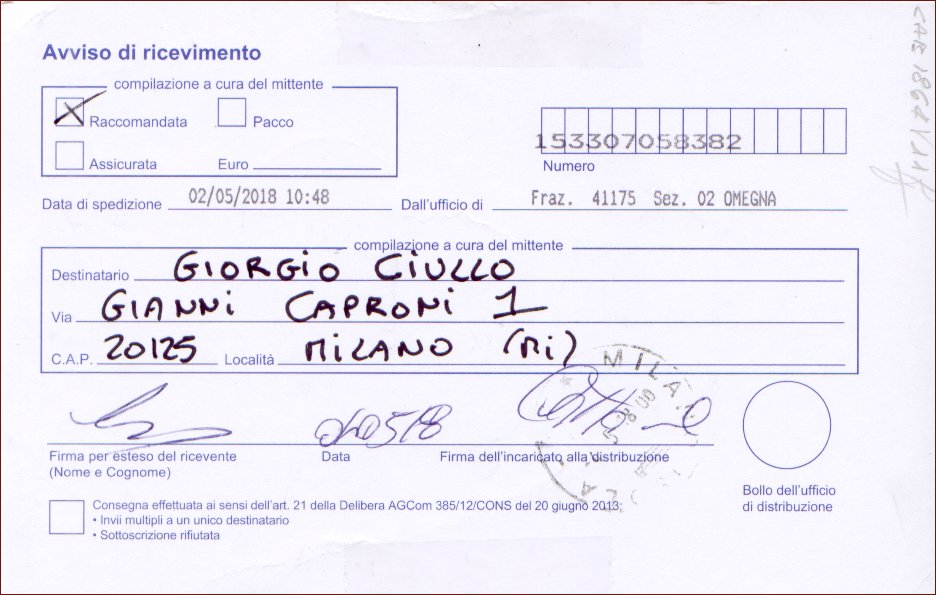 Avviso di ricevimento
compilazione a cura del mittente
Raccomandata Pacco
Assicurata Euro
153307058382
Numero
Data di spedizione 02/05/2018 10:48 Dall'ufficio di Fraz. 41175 Sez. 02 OMEGNA
compilazione a cura del mittente
Destinatario GIORGIO CIULLO
Via GIANNI CAPRONI 1
C.A.P. 20125 Località MILANO (Mi)
MILA
Firma per esteso del ricevente
(Nome e Cognome)
Data
Firma dell'incaricato alla distribuzione
Bollo dell'ufficio
di distribuzione
Consegna effettuata ai sensi dell'art. 21 della Delibera AGCom 385/12/CONS del 20 giugno 2013:
• Invii multipli a un unico destinatario
• Sottoscrizione rifiutata